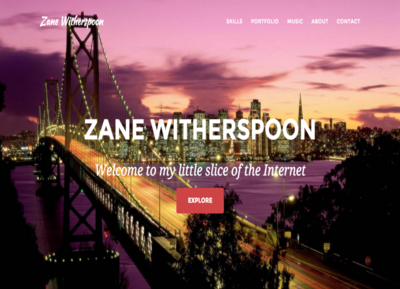 Zane Witherspoon
SKILLS PORTFOLIO MUSIC ABOUT CONTACT
ZANE WITHERSPOON
Welcome to my little slice of the Internet
EXPLORE